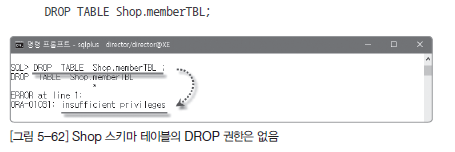 DROP TABLE Shop.memberTBL;
명령 프롬프트 - sqlplus director/director@XE
SQL> DROP TABLE Shop.memberTBL ;
DROP TABLE Shop.memberTBL
*
ERROR at line 1:
ORA-01031: insufficient privileges
[그림 5-62] Shop 스키마 테이블의 DROP 권한은 없음